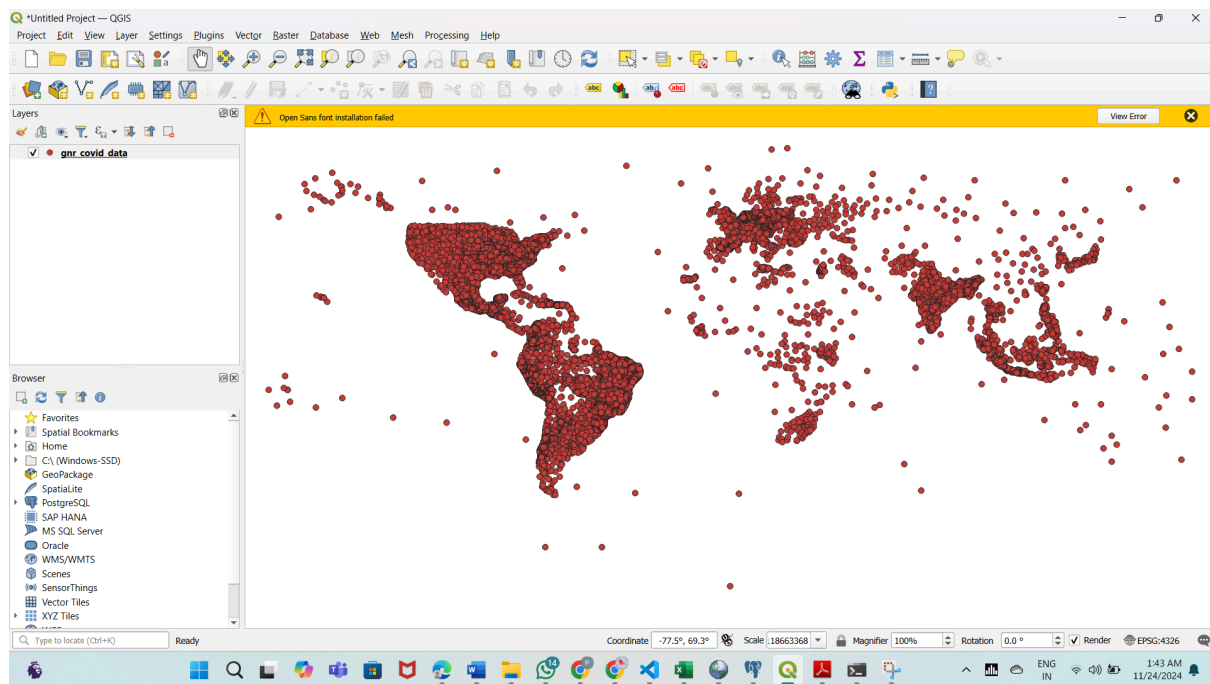 *Untitled Project — QGIS
Project Edit View Layer Settings Plugins Vector Raster Database Web Mesh Processing Help
Layers
Open Sans font installation failed
View Error
gnr_covid_data
Browser
Favorites
Spatial Bookmarks
Home
C:\ (Windows-SSD)
GeoPackage
SpatiaLite
PostgreSQL
SAP HANA
MS SQL Server
Oracle
WMS/WMTS
Scenes
SensorThings
Vector Tiles
XYZ Tiles
Type to locate (Ctrl+K)
Ready
Coordinate -77.5°, 69.3° Scale .18663368 Magnifier 100% Rotation 0.0 ° Render EPSG:4326
14
ENG
IN
1:43 AM
11/24/2024